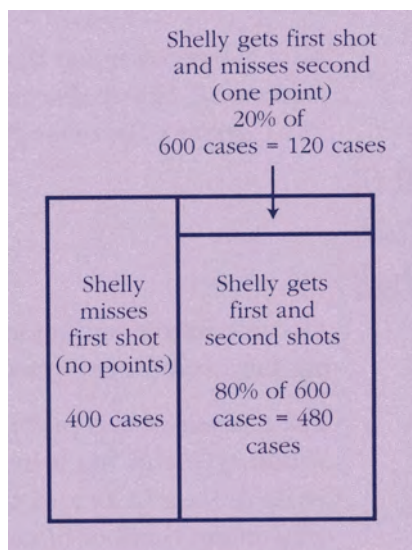 Shelly gets first shot
and misses second
(one point)
20% of
600 cases = 120 cases
Shelly
misses
first shot
(no points)
400 cases
Shelly gets
first and
second shots
80% of 600
cases = 480
cases